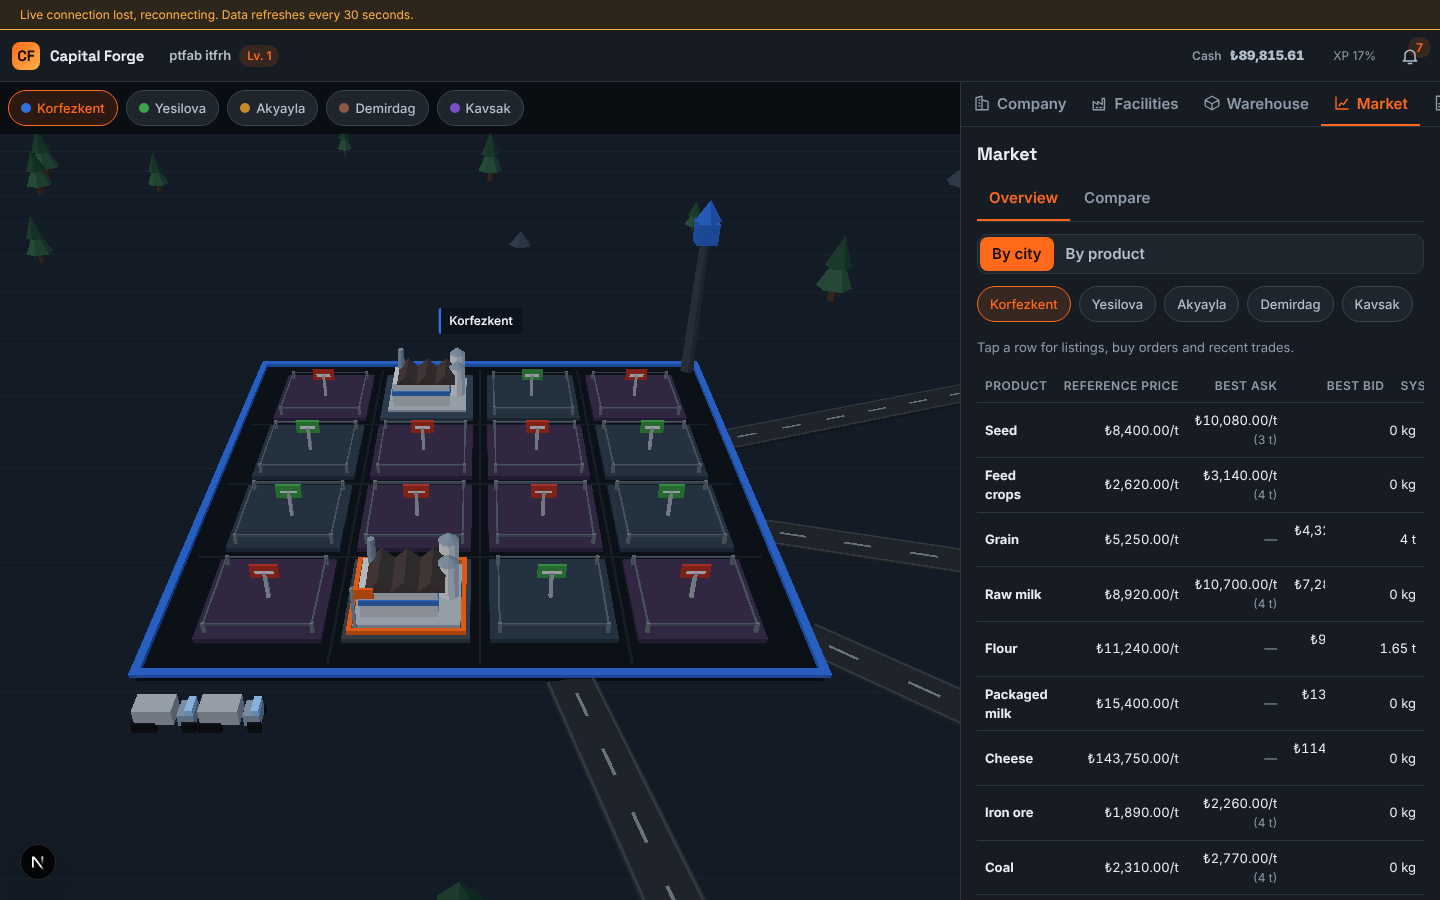 Live connection lost, reconnecting. Data refreshes every 30 seconds.
CF Capital Forge ptfab itfrh Lv. 1 Cash ₺89,815.61 XP 17% 7
Korfezkent Yesilova Akyayla Demirdag Kavsak
Company Facilities Warehouse Market
Market
Overview Compare
By city By product
Korfezkent Yesilova Akyayla Demirdag Kavsak
Tap a row for listings, buy orders and recent trades.
PRODUCT REFERENCE PRICE BEST ASK BEST BID SYS
Seed ₺8,400.00/t ₺10,080.00/t (3 t) 0 kg
Feed crops ₺2,620.00/t ₺3,140.00/t (4 t) 0 kg
Grain ₺5,250.00/t — 4 t
Raw milk ₺8,920.00/t ₺10,700.00/t (4 t) ₺7,28 0 kg
Flour ₺11,240.00/t — ₺9 1.65 t
Packaged milk ₺15,400.00/t — ₺13 0 kg
Cheese ₺143,750.00/t — ₺114 0 kg
Iron ore ₺1,890.00/t ₺2,260.00/t (4 t) 0 kg
Coal ₺2,310.00/t ₺2,770.00/t (4 t) 0 kg
Korfezkent
N